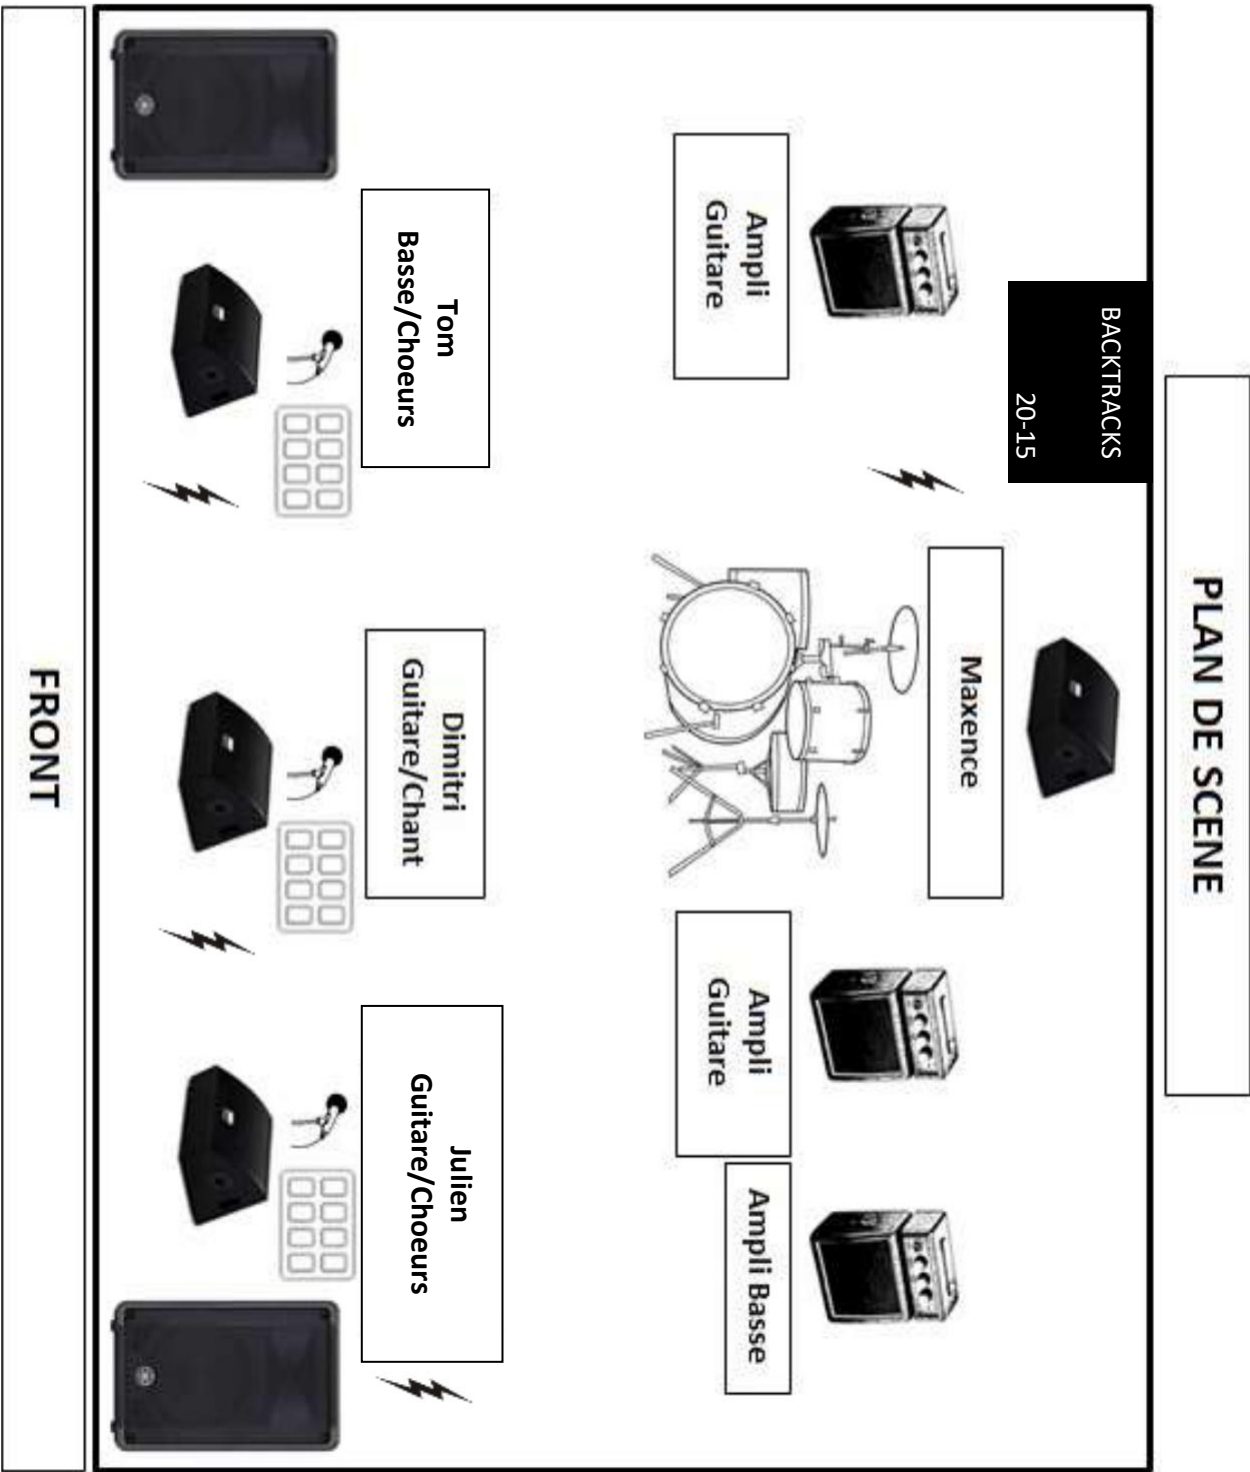 PLAN DE SCENE
BACKTRACKS
20-15
Maxence
Ampli
Guitare
Ampli
Guitare
Ampli Basse
Tom
Basse/Choeurs
Dimitri
Guitare/Chant
Julien
Guitare/Choeurs
FRONT